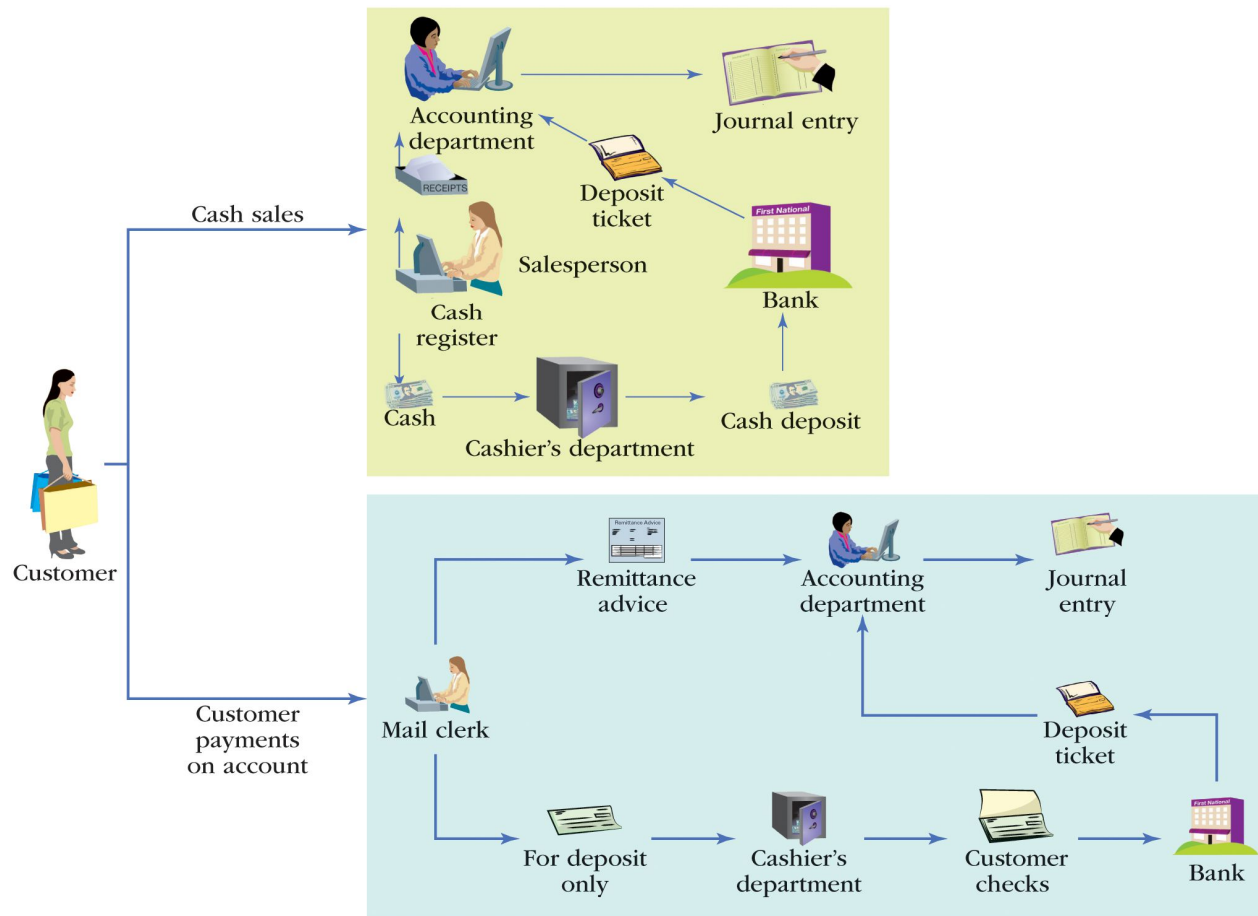 Accounting
department
Journal entry
RECEIPTS
Deposit
ticket
Cash sales
First National
Salesperson
Bank
Cash
register
Cash
Cashier's department
Cash deposit
Customer
Remittance Advice
Remittance
advice
Accounting
department
Journal
entry
Customer
payments
on account
Mail clerk
Deposit
ticket
For deposit
only
Cashier's
department
Customer
checks
First National
Bank